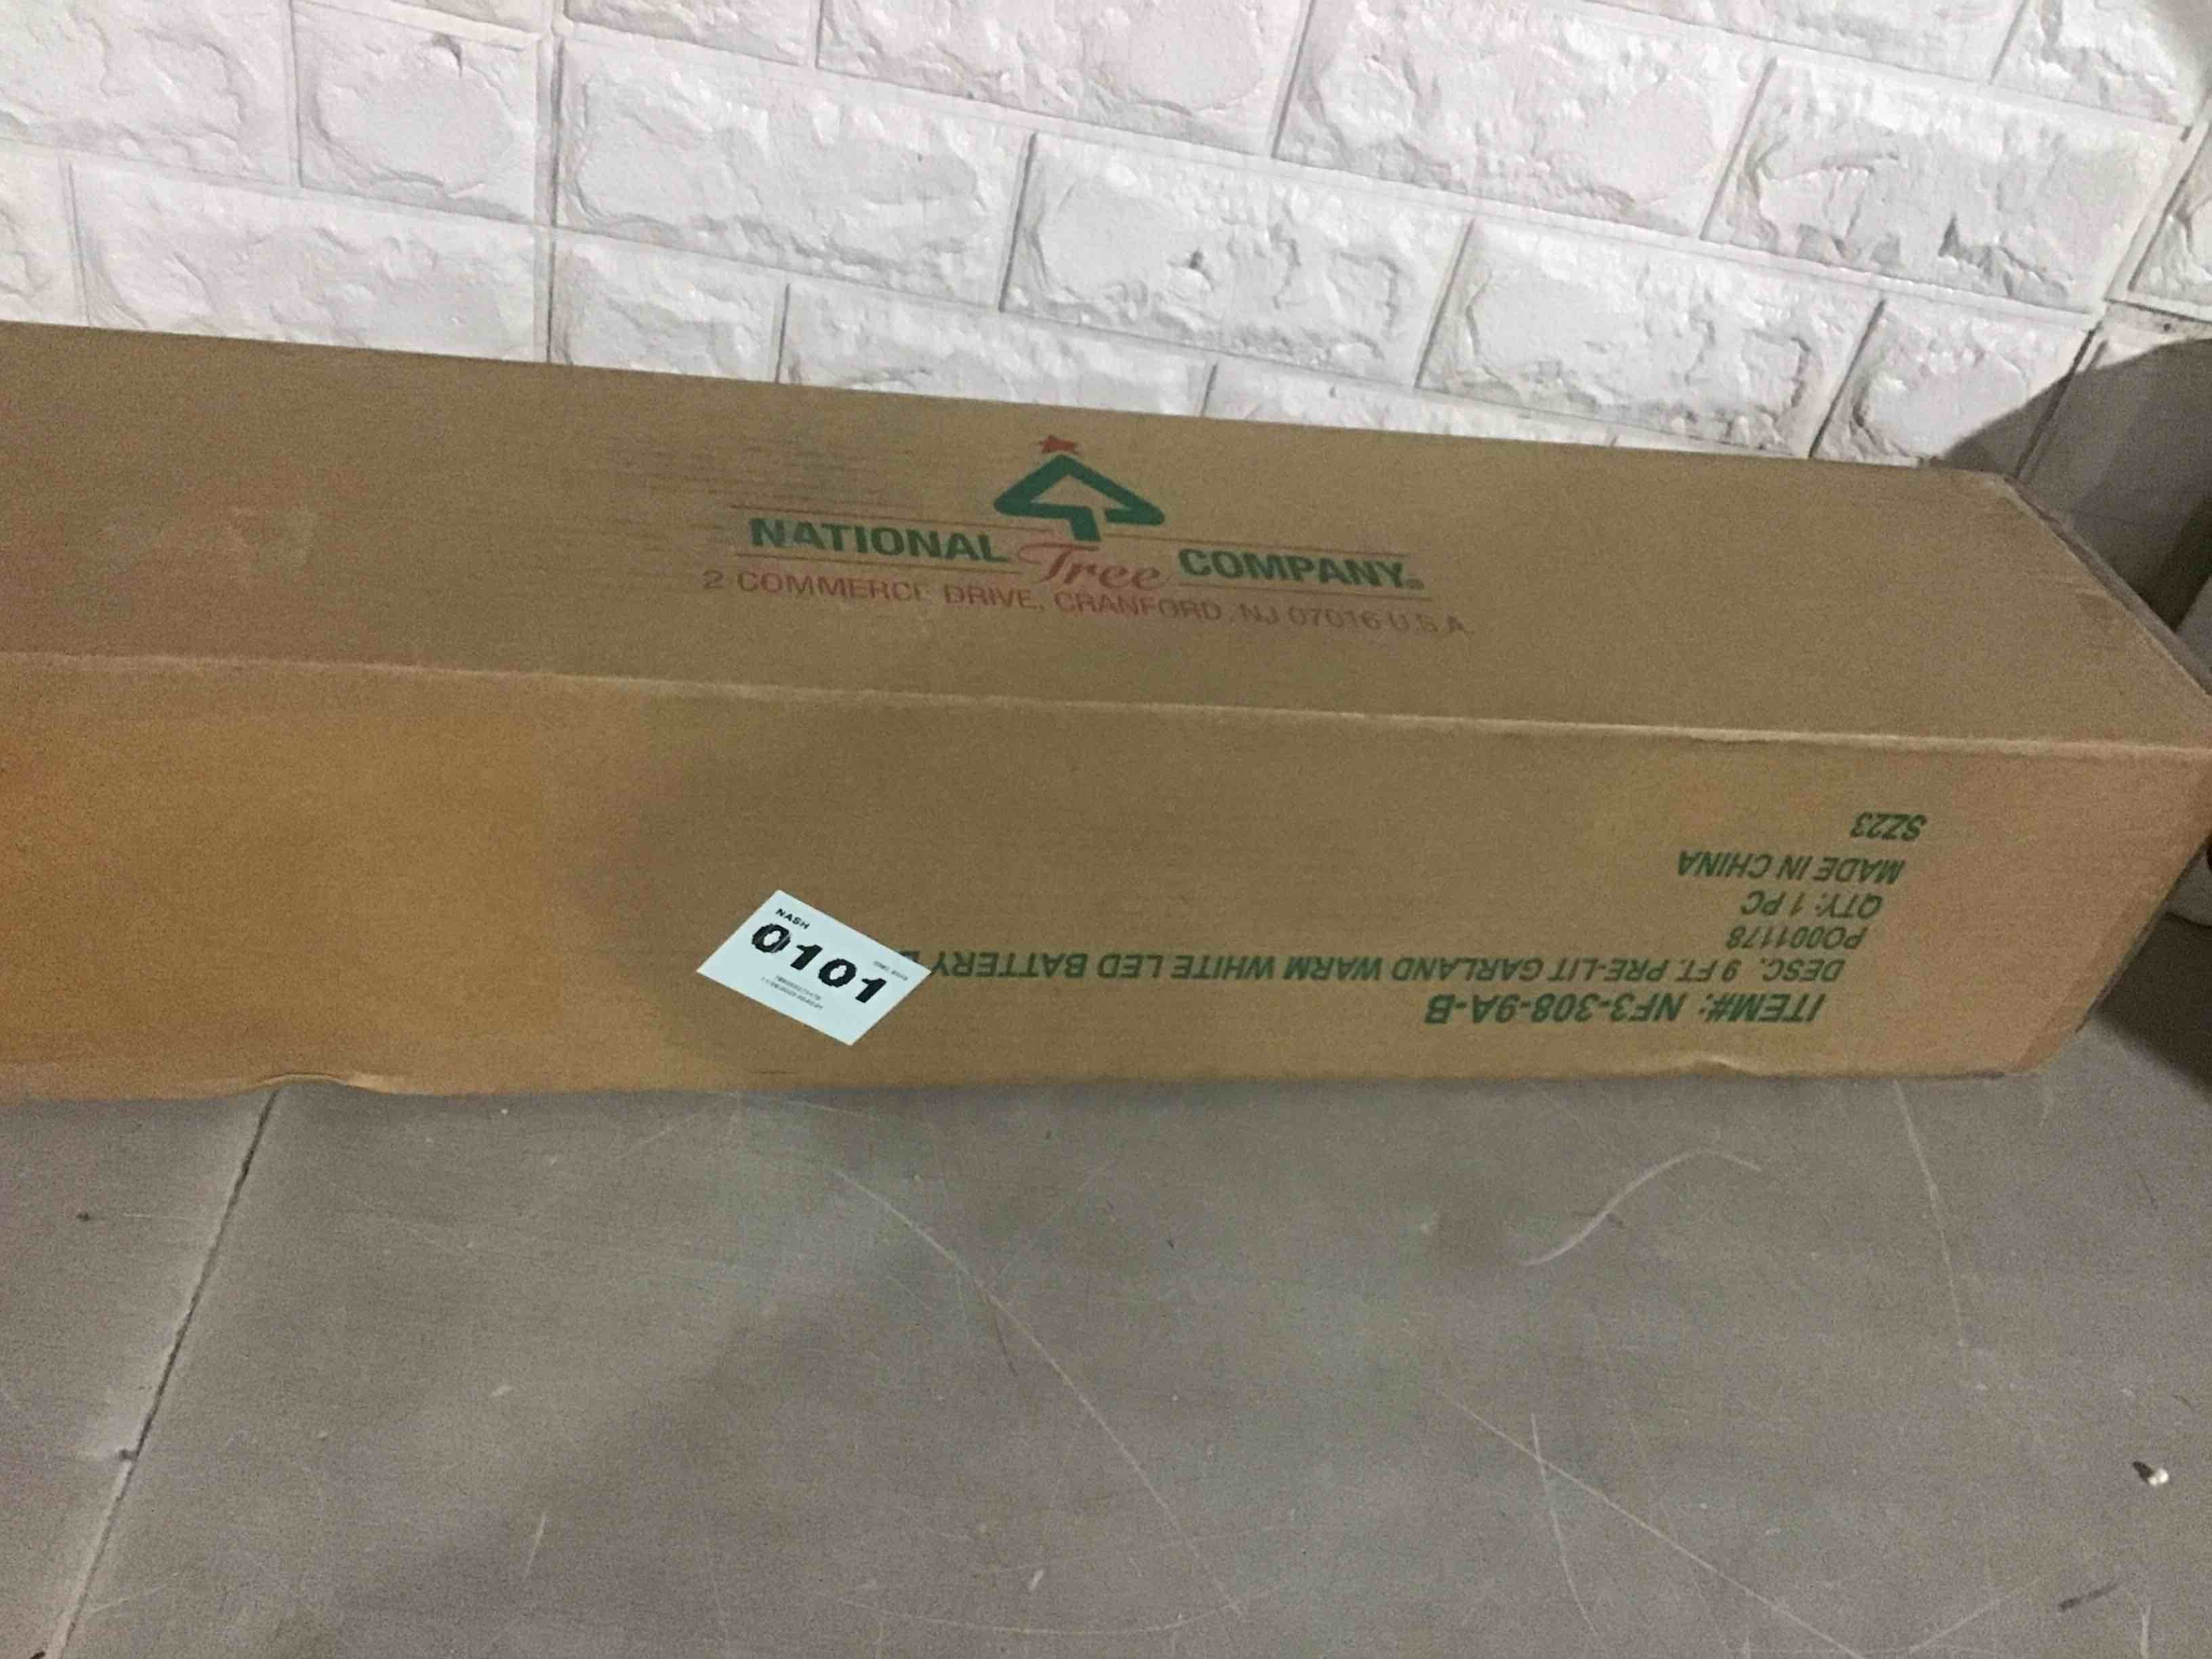 NATIONAL Tree COMPANY®
2 COMMERCE DRIVE, CRANFORD, NJ 07016 U.S.A.
NASH
0101
ITEM#: NF3-308-9A-B
DESC. 9 FT. PRE-LIT GARLAND WARM WHITE LED BATTERY
PO001178
QTY: 1 PC
MADE IN CHINA
SZ23